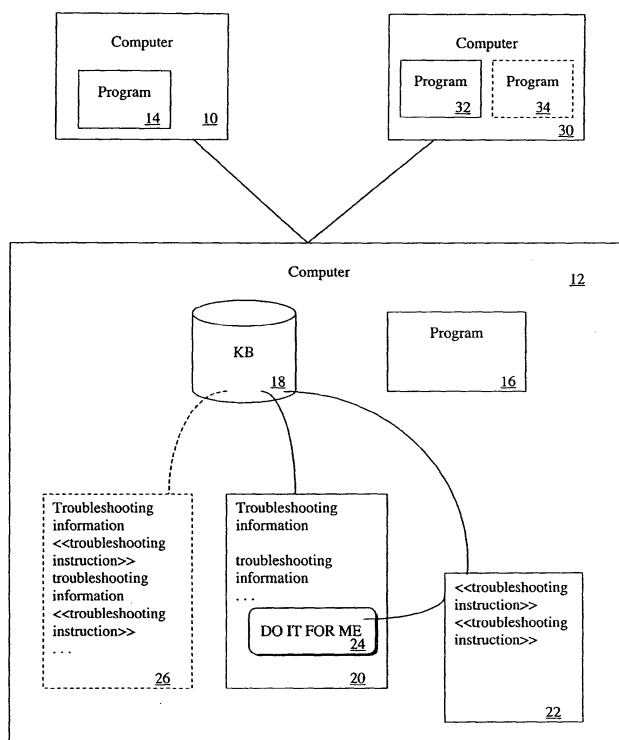 Computer
Program
14
10
Computer
Program
32
Program
34
30
Computer
12
KB
18
Program
16
Troubleshooting
information
<<troubleshooting
instruction>>
troubleshooting
information
<<troubleshooting
instruction>>
. . .
26
Troubleshooting
information
troubleshooting
information
. . .
DO IT FOR ME
24
20
<<troubleshooting
instruction>>
<<troubleshooting
instruction>>
22